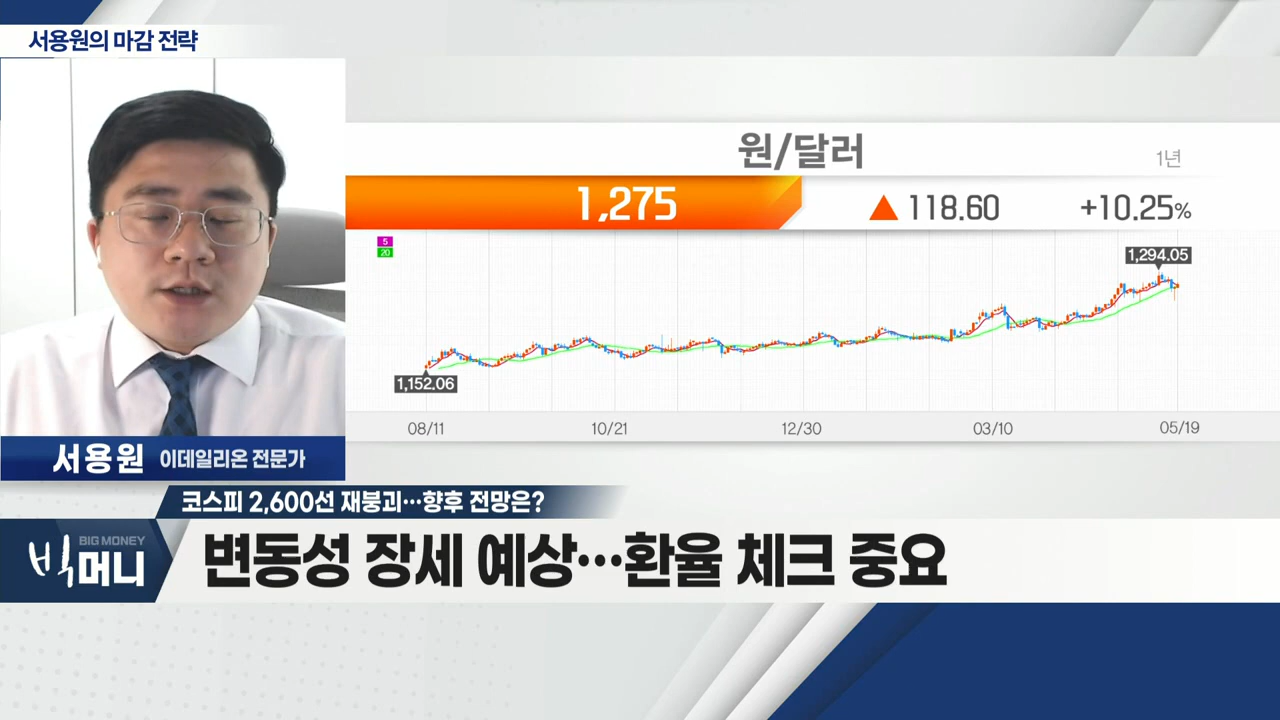 서용원의 마감 전략
원/달러
1년
1,275
▲ 118.60
+10.25%
5
20
1,294.05
1,152.06
08/11
10/21
12/30
03/10
05/19
서용원 이데일리온 전문가
코스피 2,600선 재붕괴…향후 전망은?
BIG MONEY
빅머니
변동성 장세 예상…환율 체크 중요